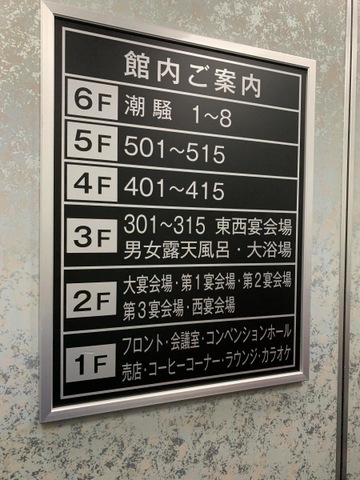 館内ご案内
6F 潮騒 1〜8
5F 501〜515
4F 401〜415
3F 301〜315 東西宴会場
男女露天風呂・大浴場
2F 大宴会場・第1宴会・第2宴会
第3宴会・西宴会
1F フロント・会議室・コンベンションホール
売店・コーヒーコーナー・ラウンジ・カラオケ